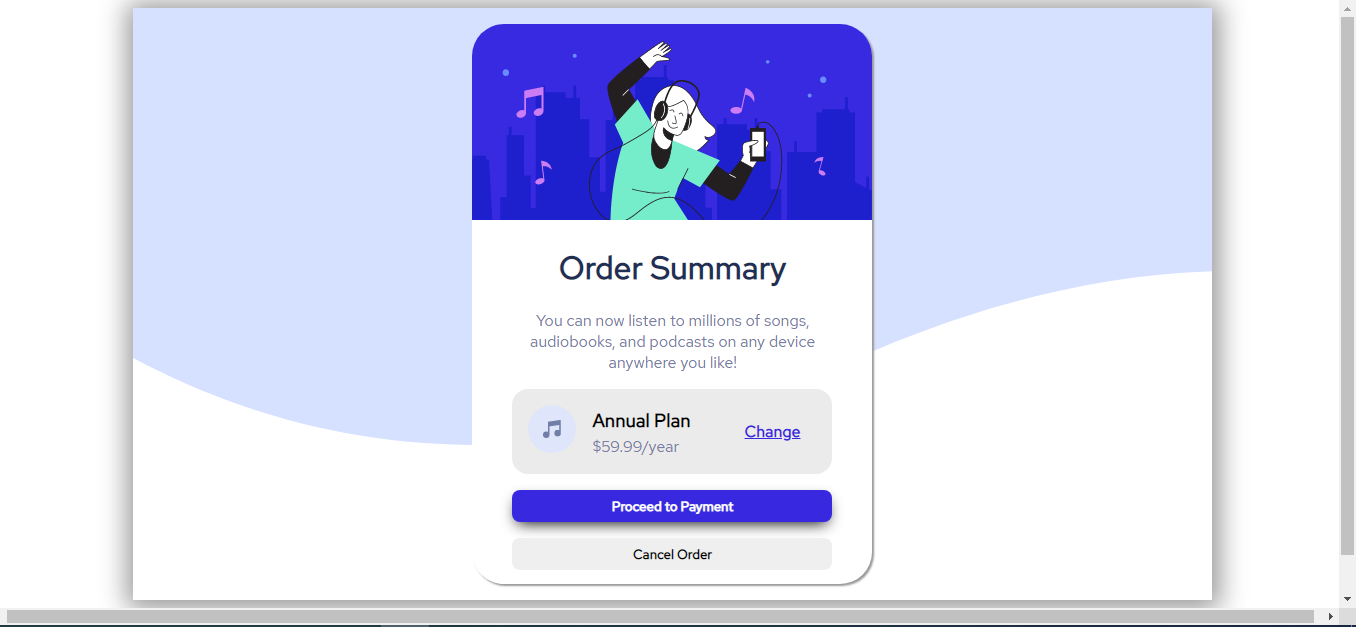 Order Summary
You can now listen to millions of songs,
audiobooks, and podcasts on any device
anywhere you like!
Annual Plan
$59.99/year
Change
Proceed to Payment
Cancel Order